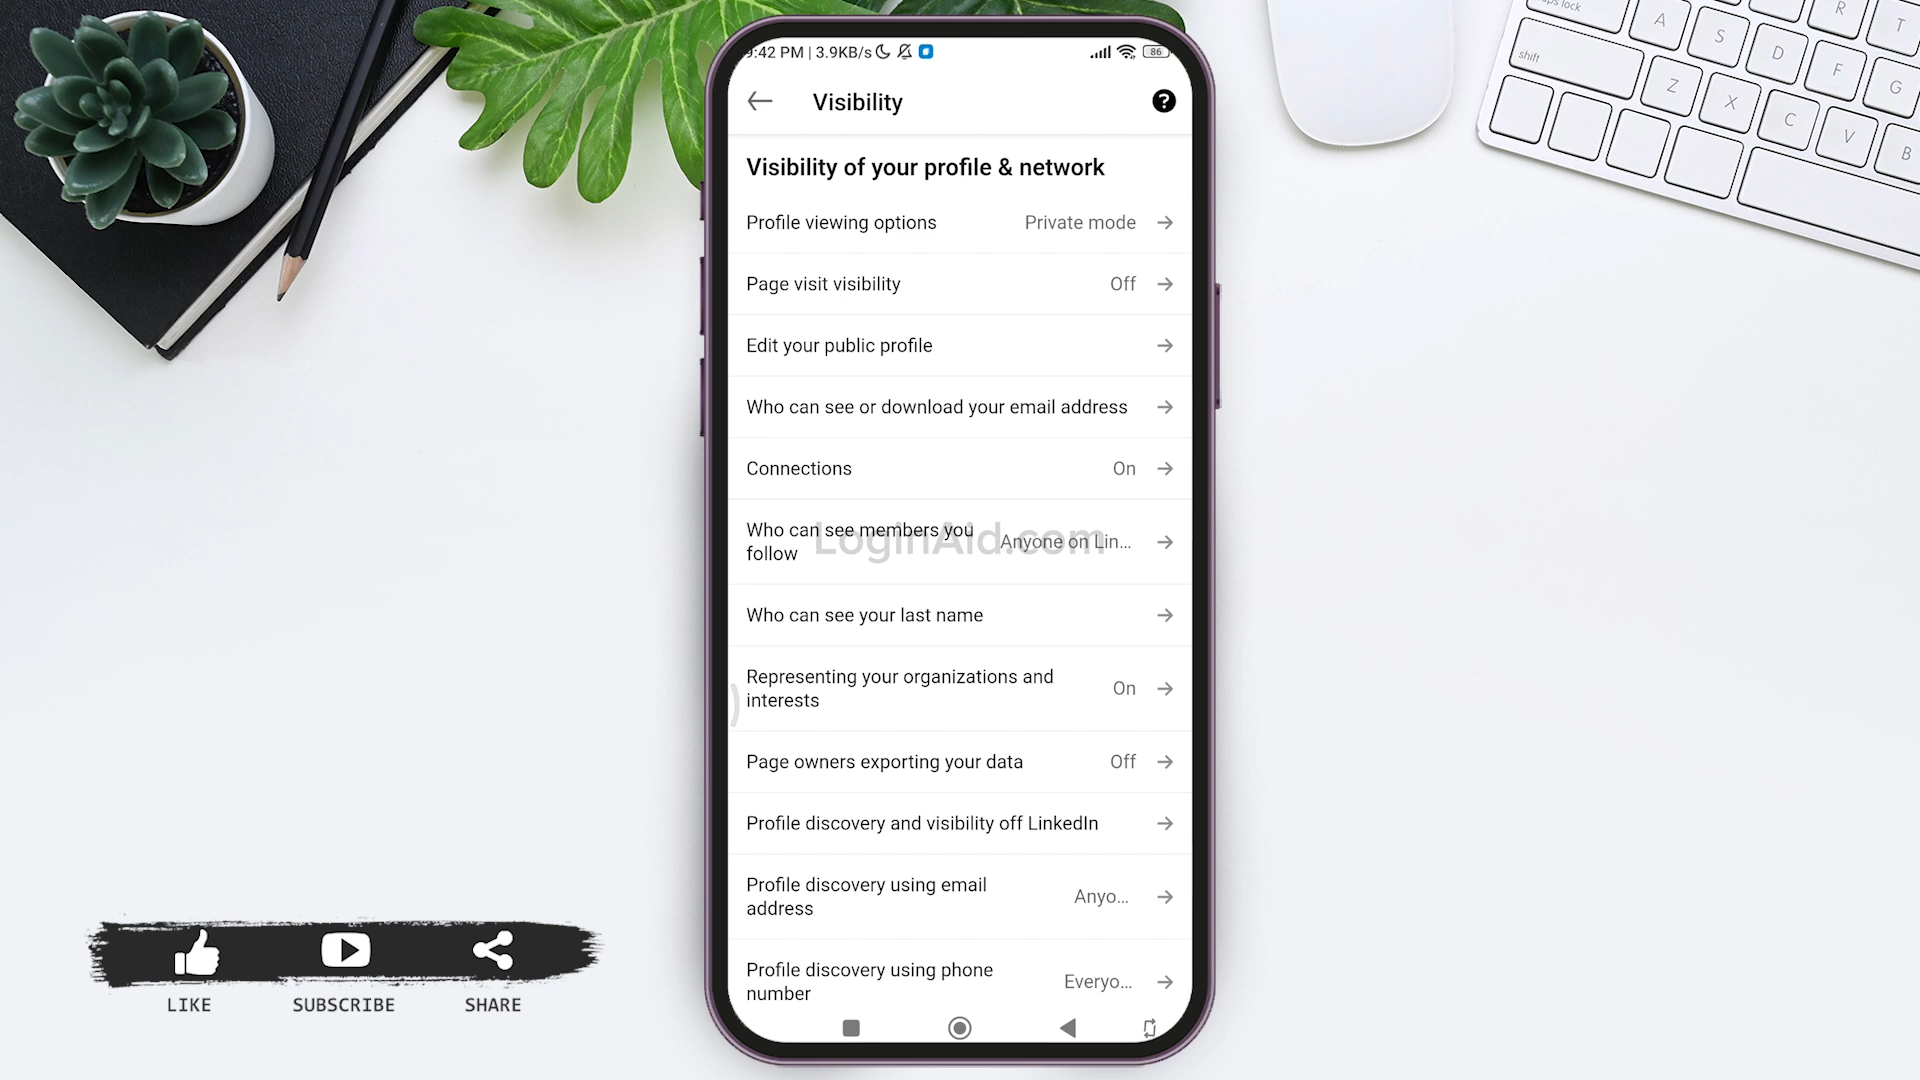 9:42 PM | 3.9KB/s
86
Visibility
?
Visibility of your profile & network
Profile viewing options Private mode
Page visit visibility Off
Edit your public profile
Who can see or download your email address
Connections On
Who can see members you
follow Anyone on Lin...
LoginAid.com
Who can see your last name
Representing your organizations and
interests On
Page owners exporting your data Off
Profile discovery and visibility off LinkedIn
Profile discovery using email
address Anyo...
Profile discovery using phone
number Everyo...
LIKE SUBSCRIBE SHARE
caps lock
A S D F G
R T
shift
Z X C V B